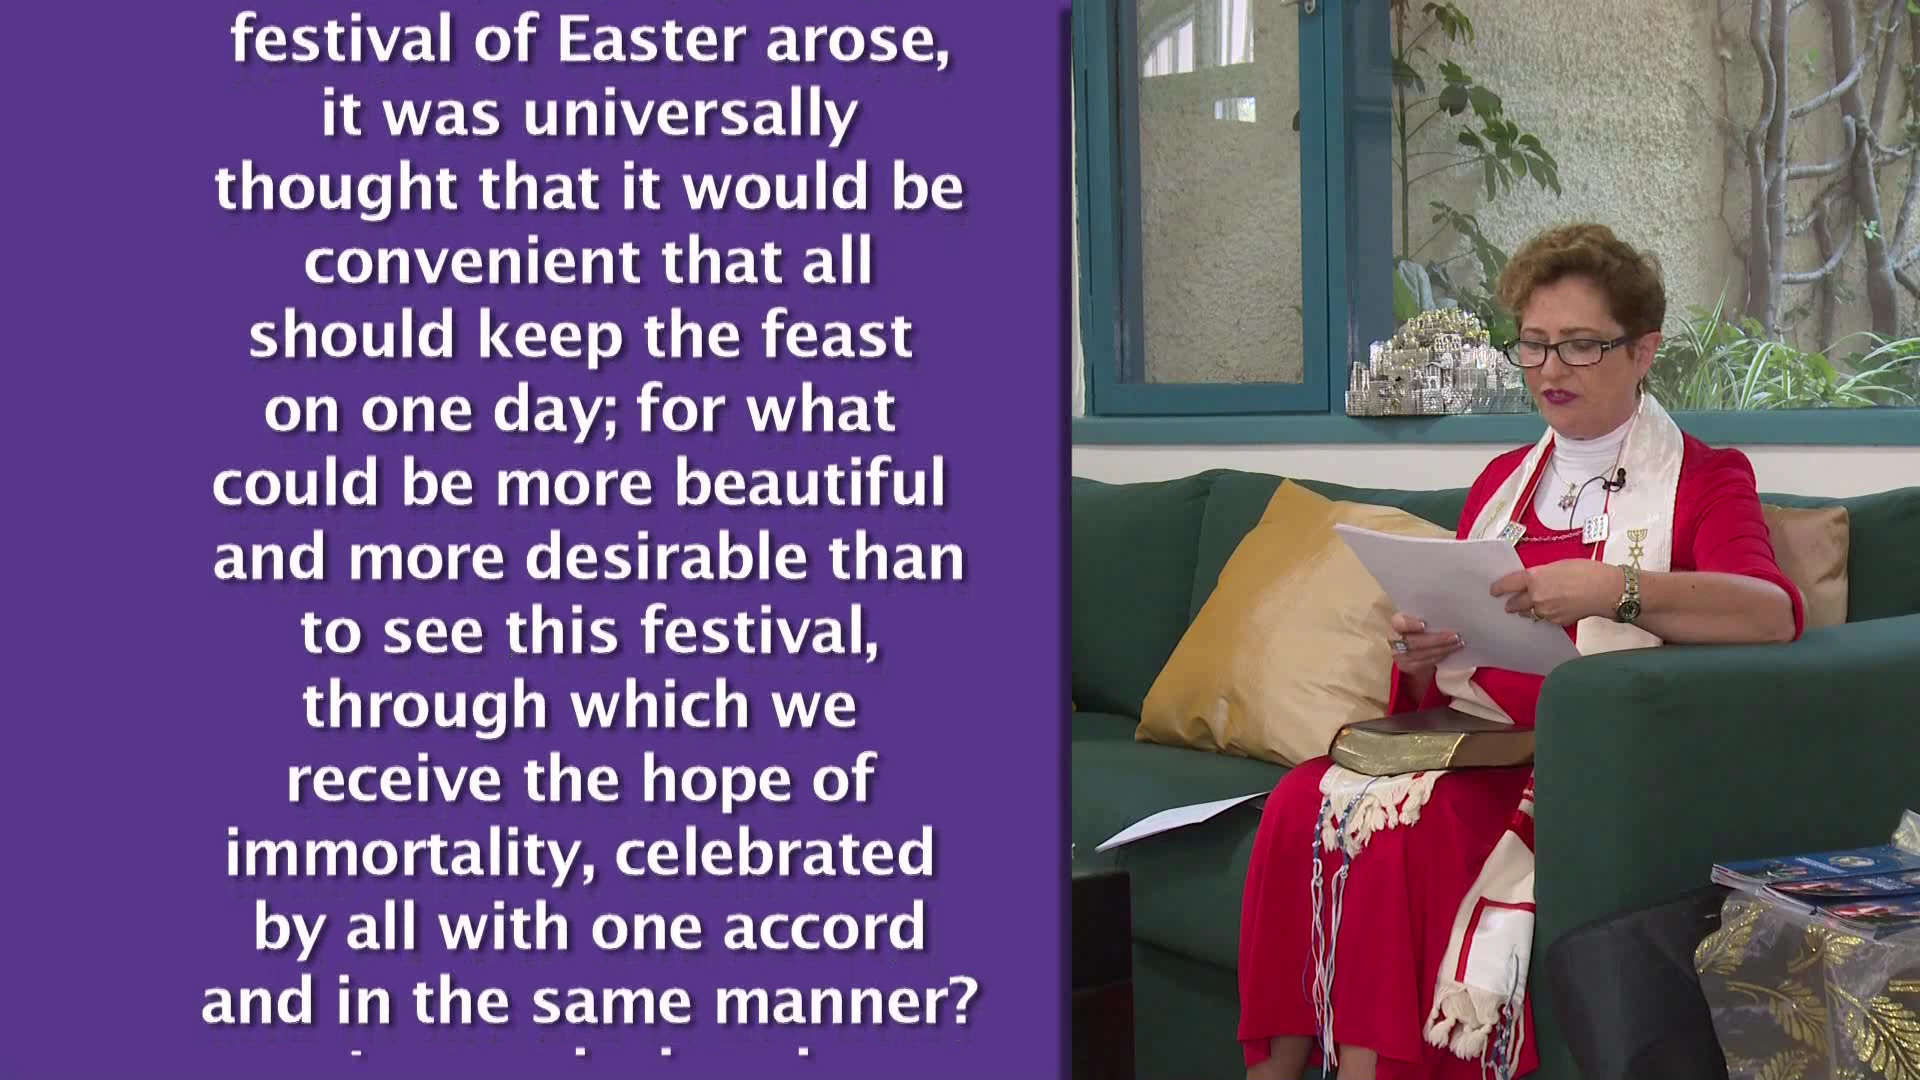 festival of Easter arose,
it was universally
thought that it would be
convenient that all
should keep the feast
on one day; for what
could be more beautiful
and more desirable than
to see this festival,
through which we
receive the hope of
immortality, celebrated
by all with one accord
and in the same manner?